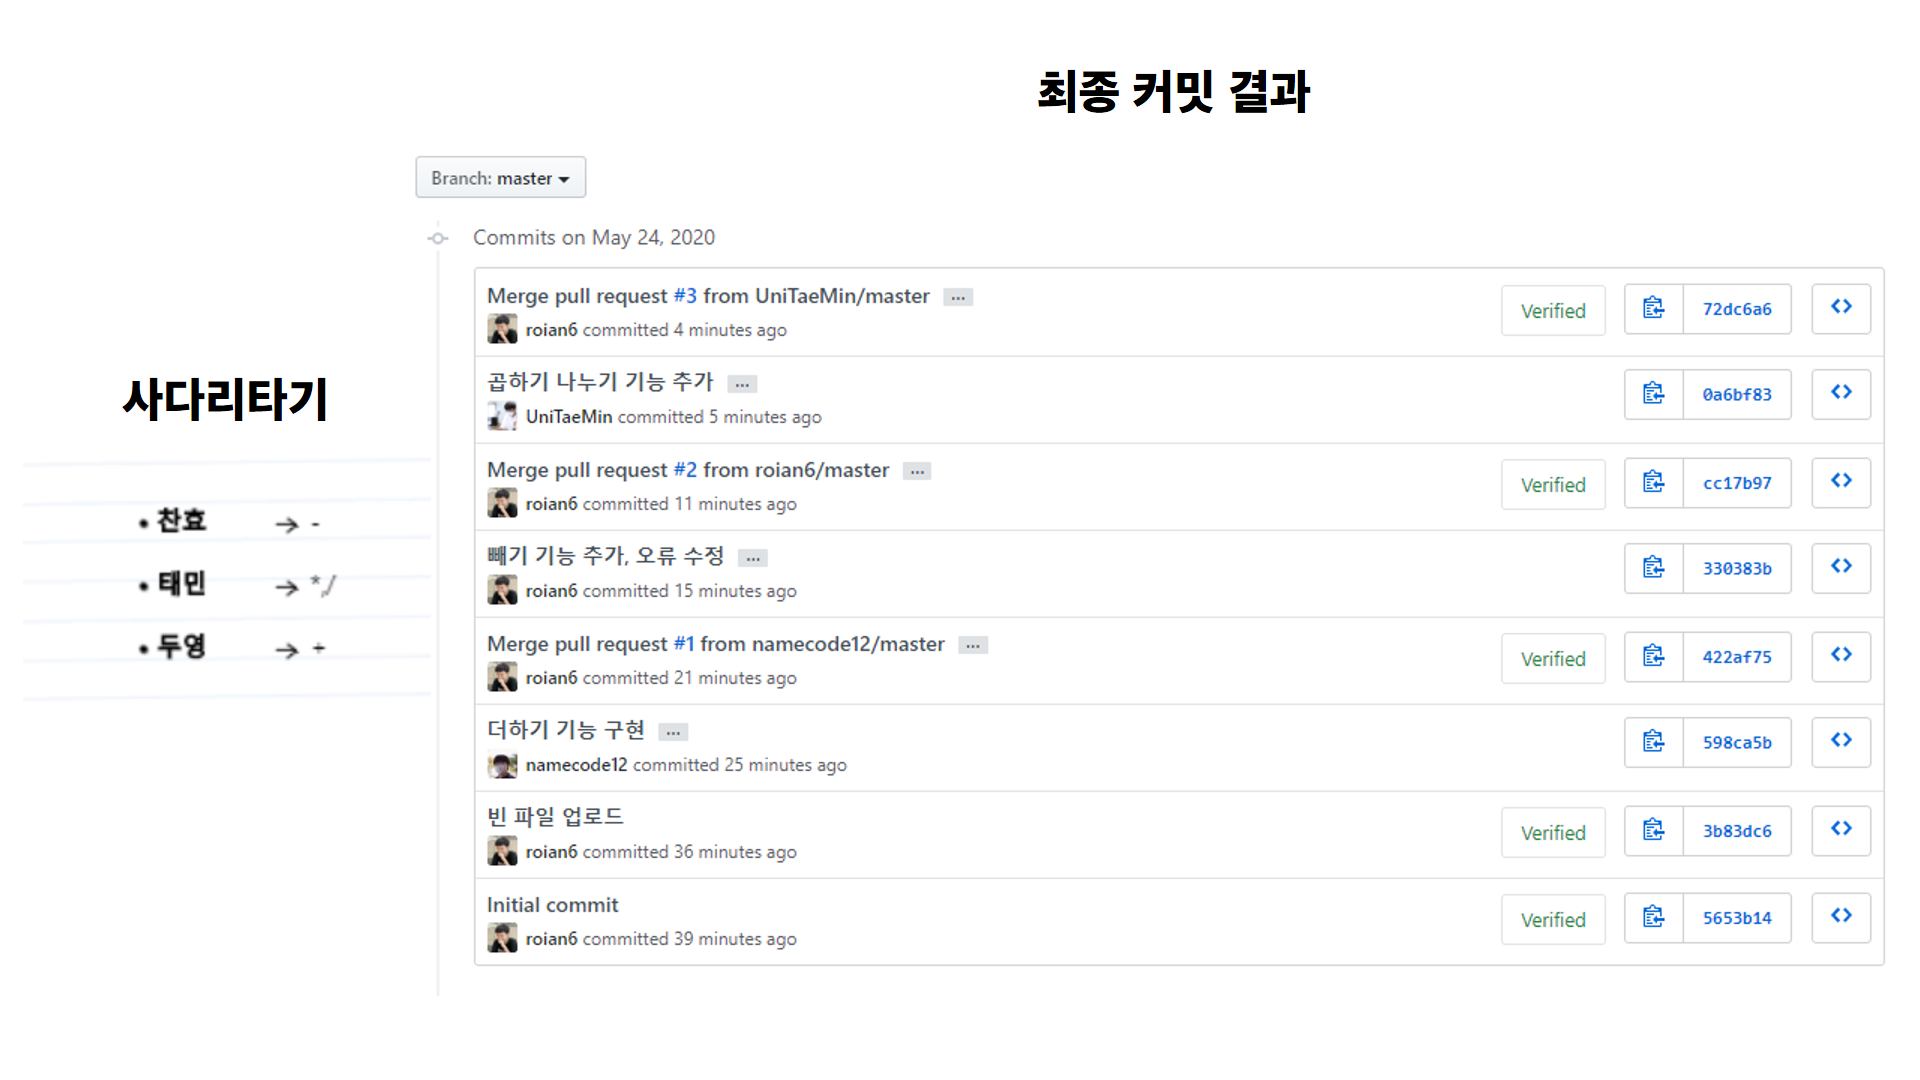 최종 커밋 결과
Branch: master
Commits on May 24, 2020
Merge pull request #3 from UniTaeMin/master ...
roian6 committed 4 minutes ago
Verified
72dc6a6
곱하기 나누기 기능 추가 ...
UniTaeMin committed 5 minutes ago
0a6bf83
Merge pull request #2 from roian6/master ...
roian6 committed 11 minutes ago
Verified
cc17b97
빼기 기능 추가, 오류 수정 ...
roian6 committed 15 minutes ago
330383b
Merge pull request #1 from namecode12/master ...
roian6 committed 21 minutes ago
Verified
422af75
더하기 기능 구현 ...
namecode12 committed 25 minutes ago
598ca5b
빈 파일 업로드
roian6 committed 36 minutes ago
Verified
3b83dc6
Initial commit
roian6 committed 39 minutes ago
Verified
5653b14
사다리타기
• 찬효 → -
• 태민 → *,/
• 두영 → +